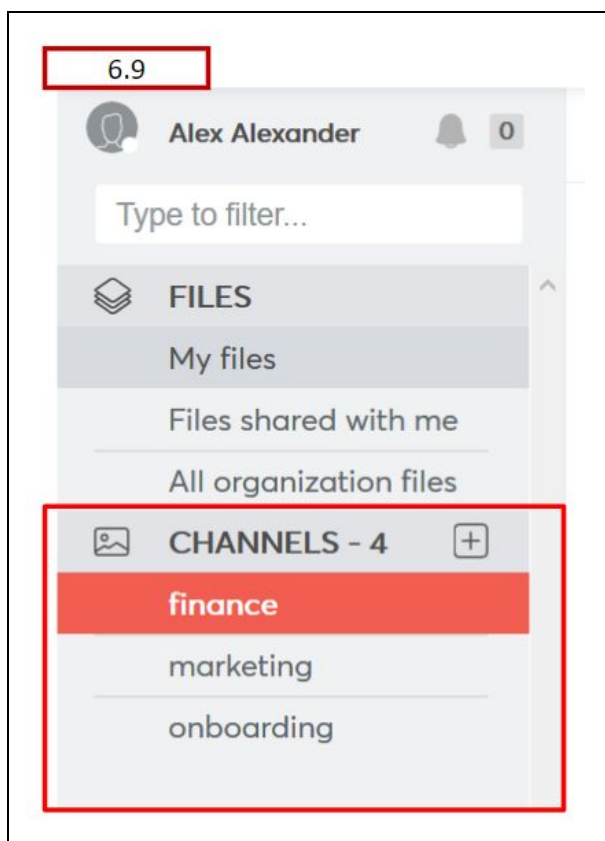 6.9
Alex Alexander 0
Type to filter...
FILES
My files
Files shared with me
All organization files
CHANNELS - 4
finance
marketing
onboarding